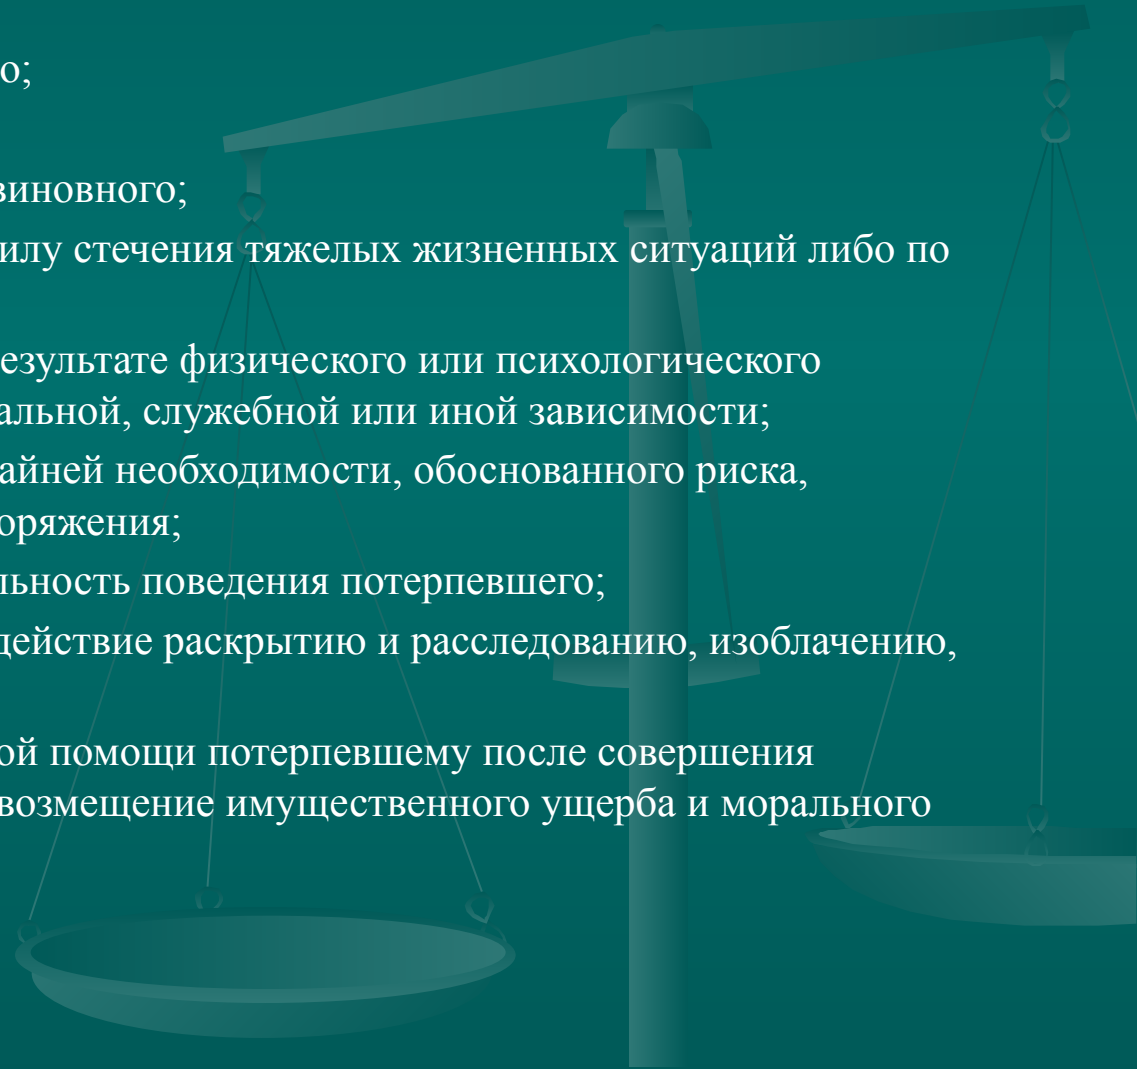 о;
виновного;
илу стечения тяжелых жизненных ситуаций либо по
езультате физического или психологического
альной, служебной или иной зависимости;
айней необходимости, обоснованного риска,
оряжения;
льность поведения потерпевшего;
действие раскрытию и расследованию, изоблачению,
ой помощи потерпевшему после совершения
возмещение имущественного ущерба и морального